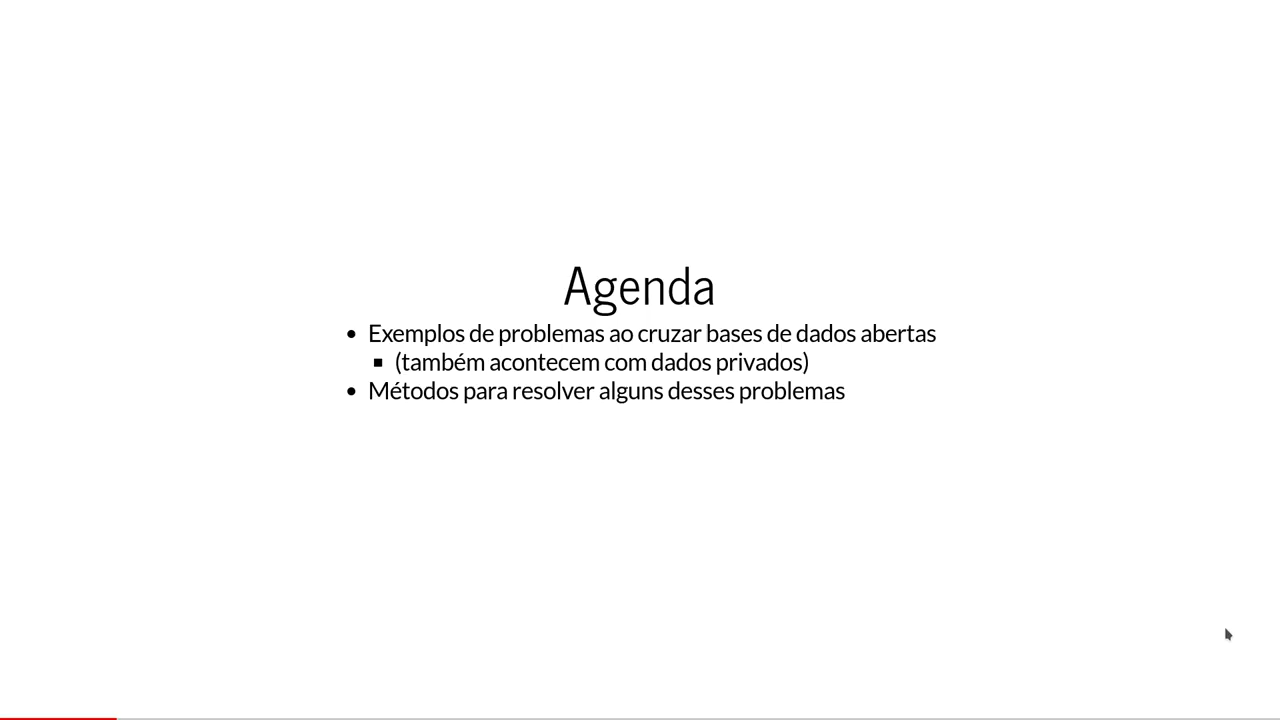 Agenda
• Exemplos de problemas ao cruzar bases de dados abertas
▪ (também acontecem com dados privados)
• Métodos para resolver alguns desses problemas